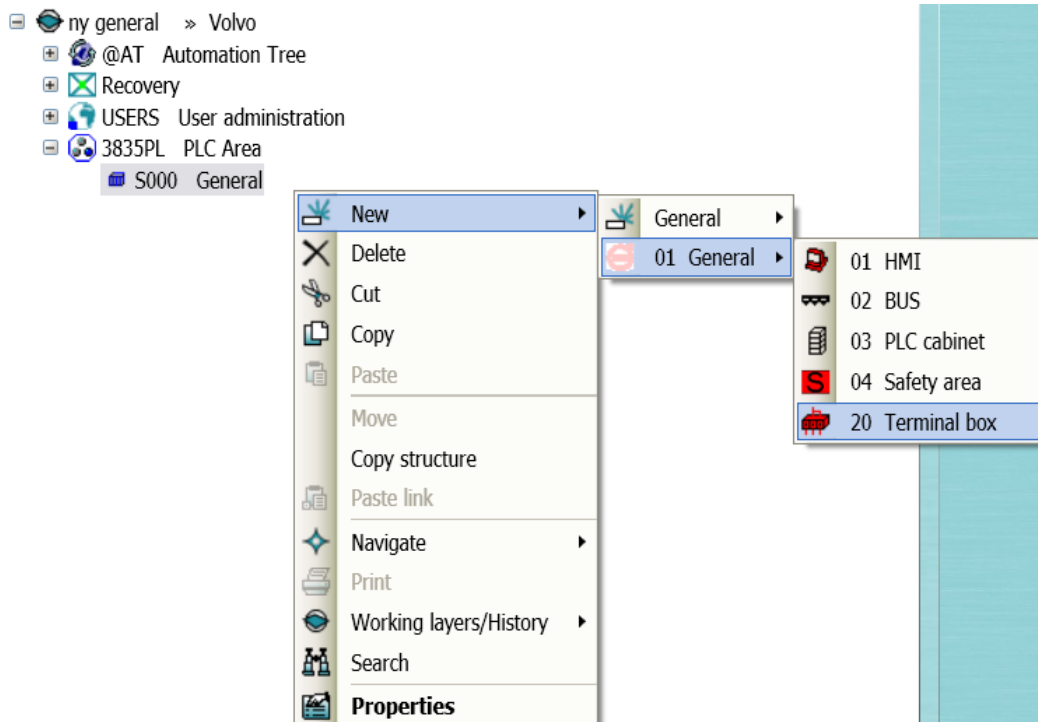 ny general » Volvo
@AT Automation Tree
Recovery
USERS User administration
3835PL PLC Area
S000 General
New
Delete
Cut
Copy
Paste
Move
Copy structure
Paste link
Navigate
Print
Working layers/History
Search
Properties
General
01 General
01 HMI
02 BUS
03 PLC cabinet
S 04 Safety area
20 Terminal box